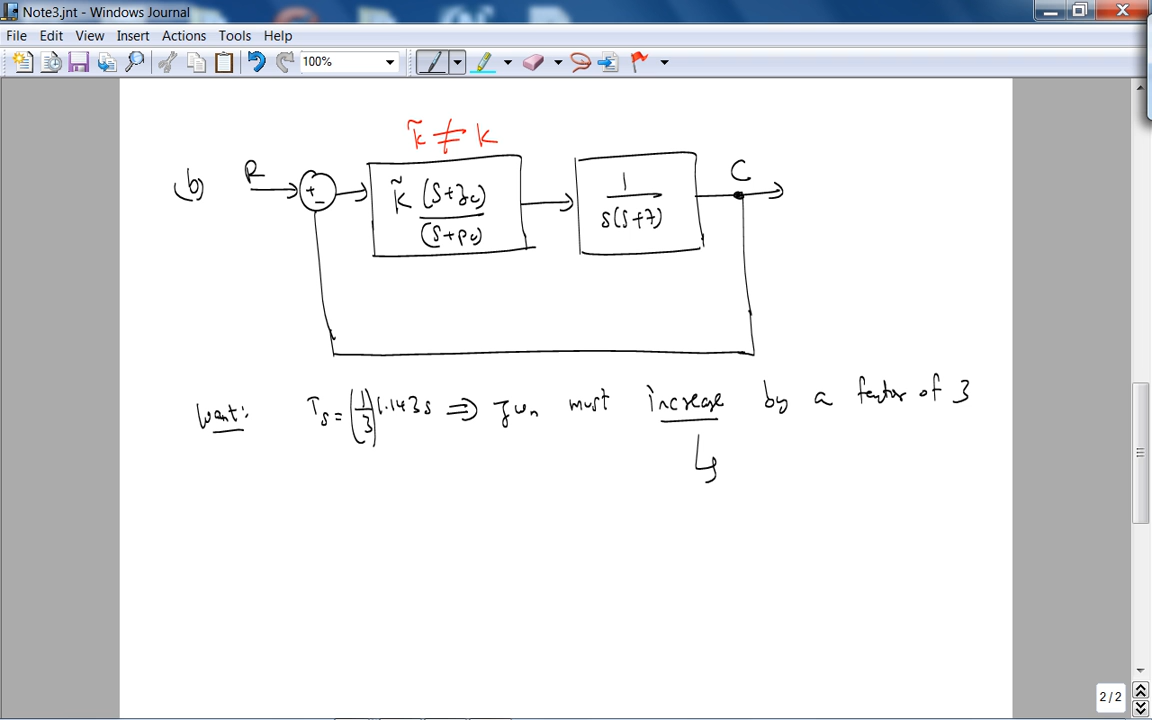 Note3.jnt - Windows Journal
File Edit View Insert Actions Tools Help
100%
k̃ ≠ k
(b) R + - k̃ (s+zc)/(s+pc) 1/(s(s+7)) C
Want: Ts = (1/3) 1.143s ⇒ ζωn must increase by a factor of 3
↳
2 / 2